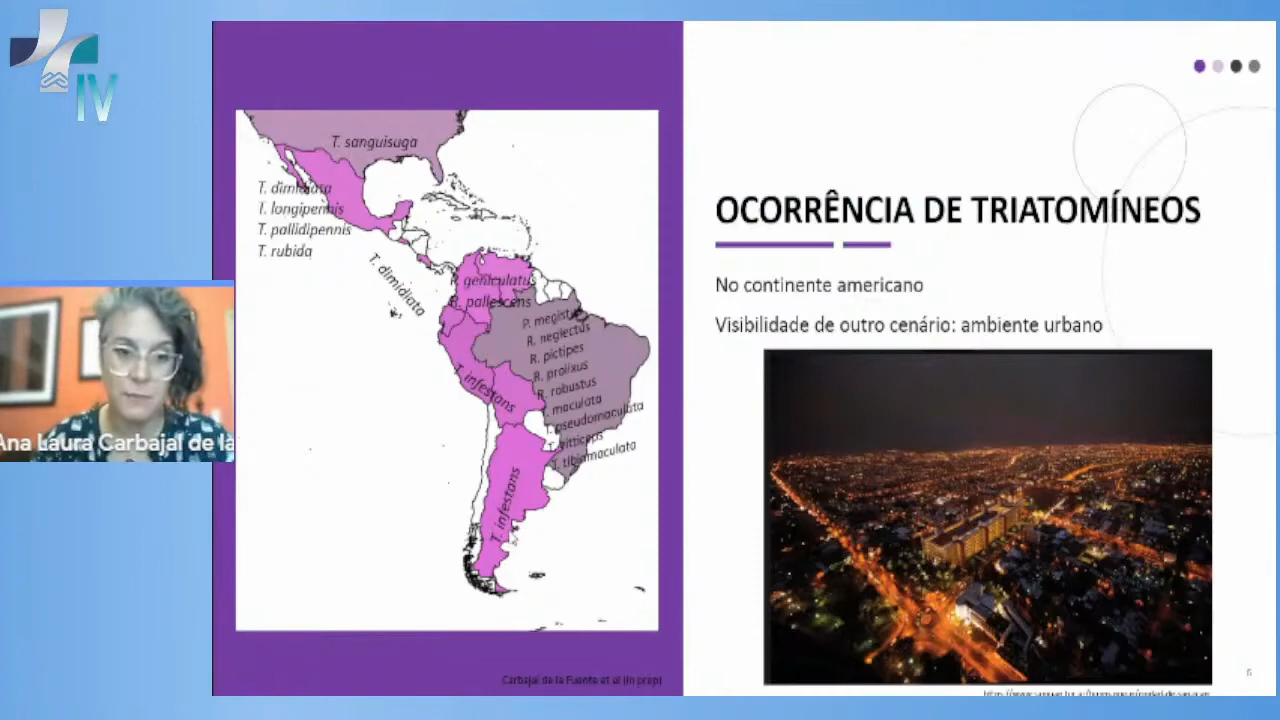 IV
T. sanguisuga
T. dimidiata
T. longipennis
T. pallidipennis
T. rubida
T. dimidiata
R. geniculatus
R. pallescens
P. megistus
R. neglectus
R. pictipes
R. prolixus
R. robustus
T. maculata
T. pseudomaculata
T. vitticeps
T. tibiamaculata
T. infestans
T. infestans
Carbajal de la Fuente et al (in prep)
OCORRÊNCIA DE TRIATOMÍNEOS
No continente americano
Visibilidade de outro cenário: ambiente urbano
6
Ana Laura Carbajal de la